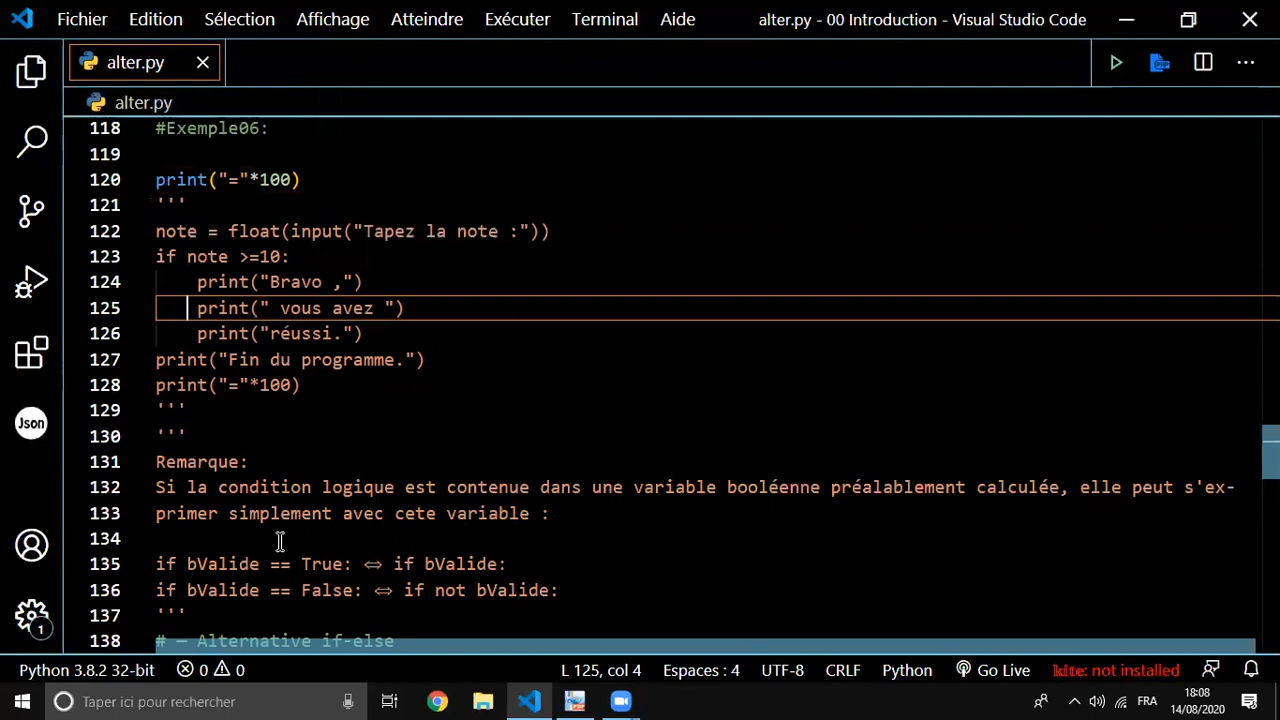 Fichier Edition Sélection Affichage Atteindre Exécuter Terminal Aide alter.py - 00 Introduction - Visual Studio Code
alter.py
alter.py
118 #Exemple06:
119
120 print("="*100)
121 '''
122 note = float(input("Tapez la note :"))
123 if note >=10:
124     print("Bravo ,")
125     print(" vous avez ")
126     print("réussi.")
127 print("Fin du programme.")
128 print("="*100)
129 '''
130 '''
131 Remarque:
132 Si la condition logique est contenue dans une variable booléenne préalablement calculée, elle peut s'ex-
133 primer simplement avec cete variable :
134
135 if bValide == True: ⇔ if bValide:
136 if bValide == False: ⇔ if not bValide:
137 '''
138 # — Alternative if-else
Json
1
Python 3.8.2 32-bit 0 0 L 125, col 4 Espaces : 4 UTF-8 CRLF Python Go Live kite: not installed
Taper ici pour rechercher FRA 18:08
14/08/2020